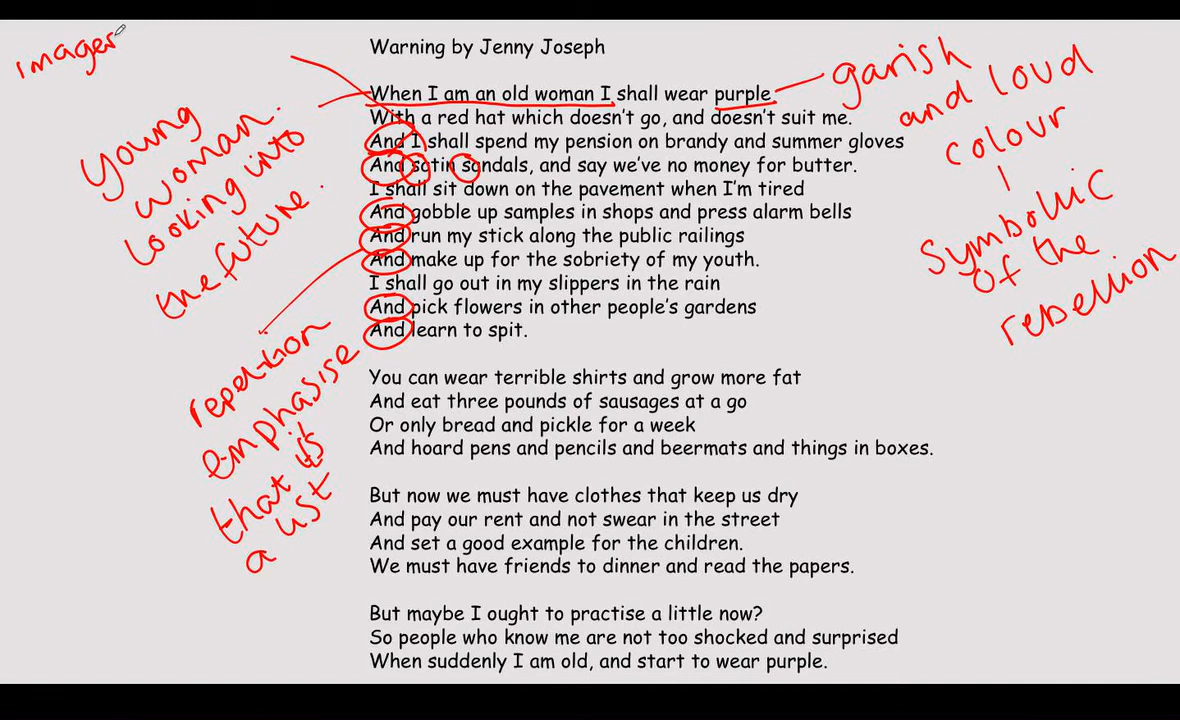 Warning by Jenny Joseph
When I am an old woman I shall wear purple
With a red hat which doesn't go, and doesn't suit me.
And I shall spend my pension on brandy and summer gloves
And satin sandals, and say we've no money for butter.
I shall sit down on the pavement when I'm tired
And gobble up samples in shops and press alarm bells
And run my stick along the public railings
And make up for the sobriety of my youth.
I shall go out in my slippers in the rain
And pick flowers in other people's gardens
And learn to spit.
You can wear terrible shirts and grow more fat
And eat three pounds of sausages at a go
Or only bread and pickle for a week
And hoard pens and pencils and beermats and things in boxes.
But now we must have clothes that keep us dry
And pay our rent and not swear in the street
And set a good example for the children.
We must have friends to dinner and read the papers.
But maybe I ought to practise a little now?
So people who know me are not too shocked and surprised
When suddenly I am old, and start to wear purple.
Imager
Young
woman.
Looking into
the future.
repetition
emphasise
that it is
a list
garish
and loud
colour
symbolic
of the
rebellion